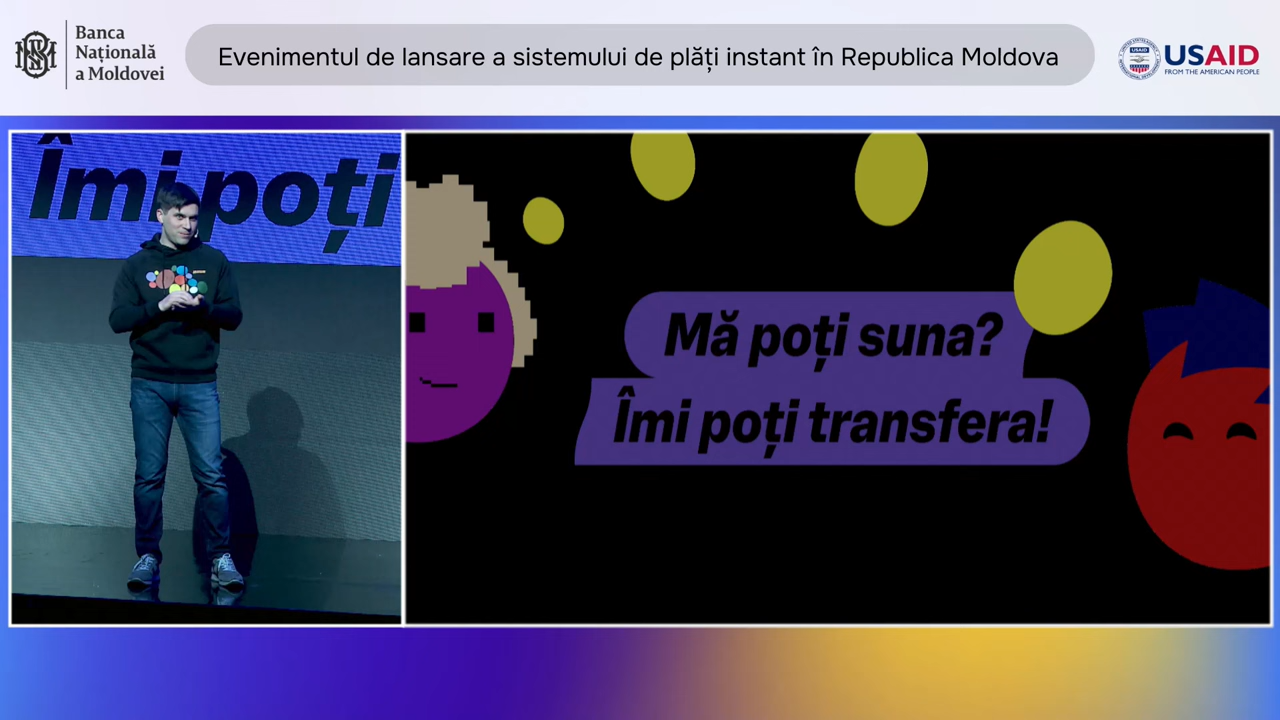 Banca
Națională
a Moldovei
Evenimentul de lansare a sistemului de plăți instant în Republica Moldova
USAID
FROM THE AMERICAN PEOPLE
Îmi poți
Mă poți suna?
Îmi poți transfera!